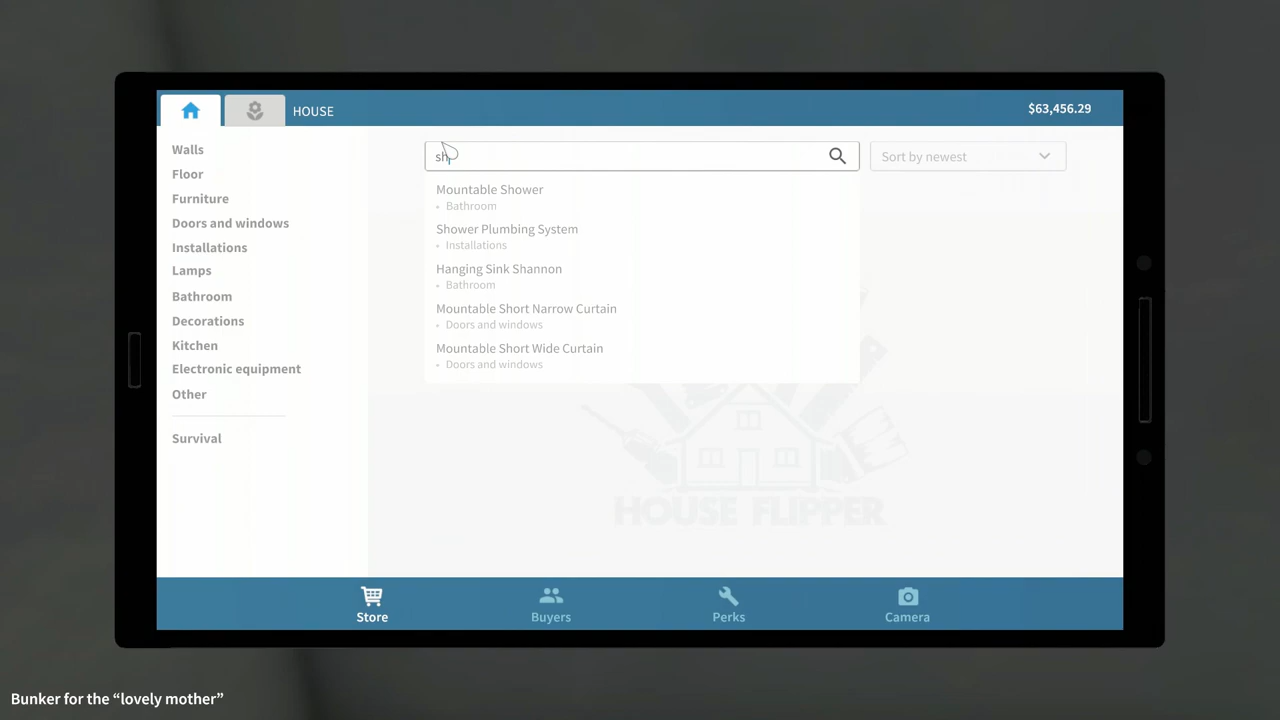 HOUSE
$63,456.29
Walls
Floor
Furniture
Doors and windows
Installations
Lamps
Bathroom
Decorations
Kitchen
Electronic equipment
Other
Survival
sh
Sort by newest
Mountable Shower
• Bathroom
Shower Plumbing System
• Installations
Hanging Sink Shannon
• Bathroom
Mountable Short Narrow Curtain
• Doors and windows
Mountable Short Wide Curtain
• Doors and windows
HOUSE FLIPPER
Store
Buyers
Perks
Camera
Bunker for the “lovely mother”